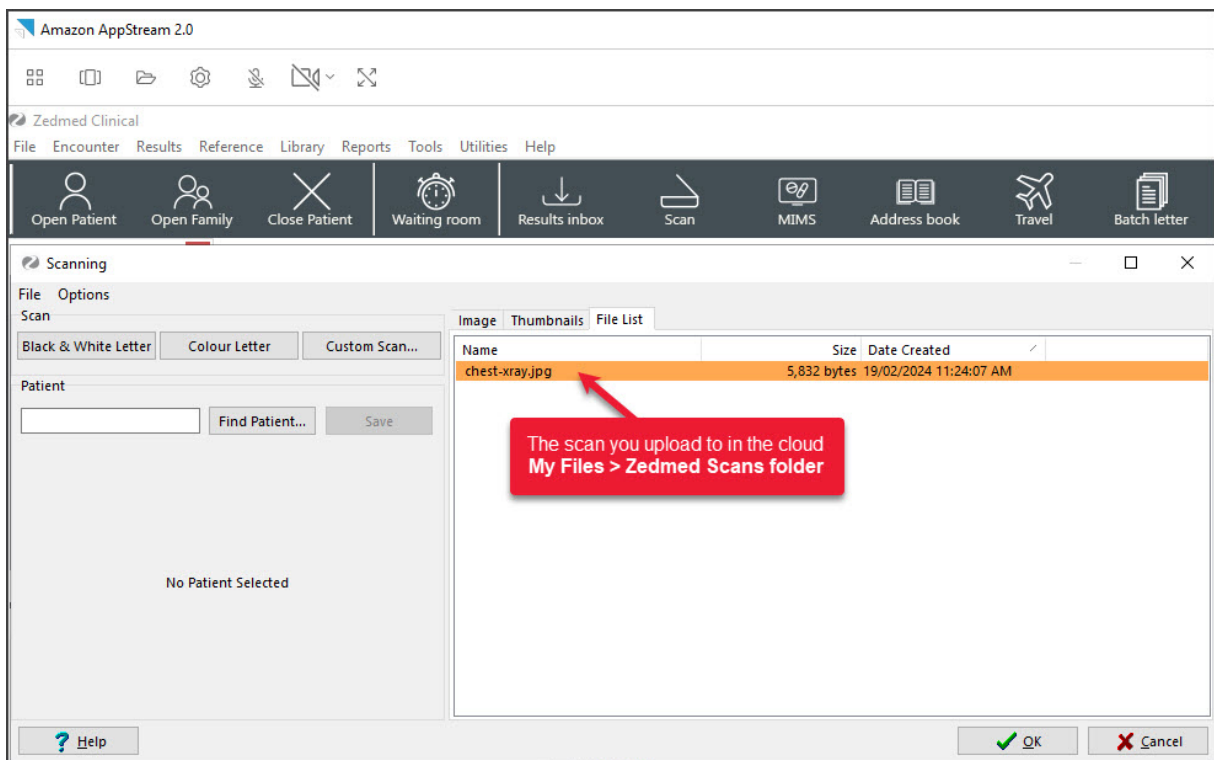 Amazon AppStream 2.0
Zedmed Clinical
File Encounter Results Reference Library Reports Tools Utilities Help
Open Patient Open Family Close Patient Waiting room Results inbox Scan MIMS Address book Travel Batch letter
Scanning
File Options
Scan
Black & White Letter Colour Letter Custom Scan...
Patient
Find Patient... Save
No Patient Selected
Image Thumbnails File List
Name Size Date Created
chest-xray.jpg 5,832 bytes 19/02/2024 11:24:07 AM
The scan you upload to in the cloud
My Files > Zedmed Scans folder
? Help OK Cancel